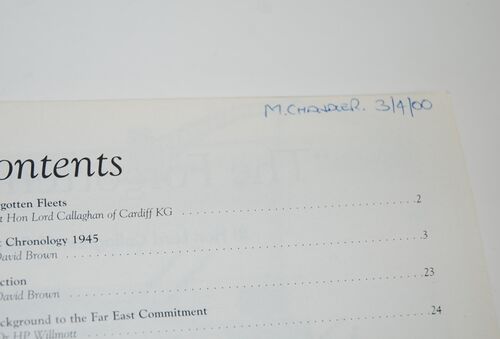 M. CHANDLER. 3/4/00
ontents
gotten Fleets
t Hon Lord Callaghan of Cardiff KG ........ 2
t Chronology 1945
David Brown ........ 3
ction
David Brown ........ 23
ckground to the Far East Commitment
Dr HP Willmott ........ 24